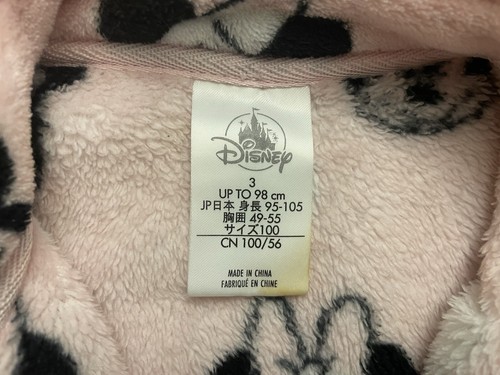 Disney
3
UP TO 98 cm
JP日本 身長 95-105
胸囲 49-55
サイズ100
CN 100/56
MADE IN CHINA
FABRIQUÉ EN CHINE